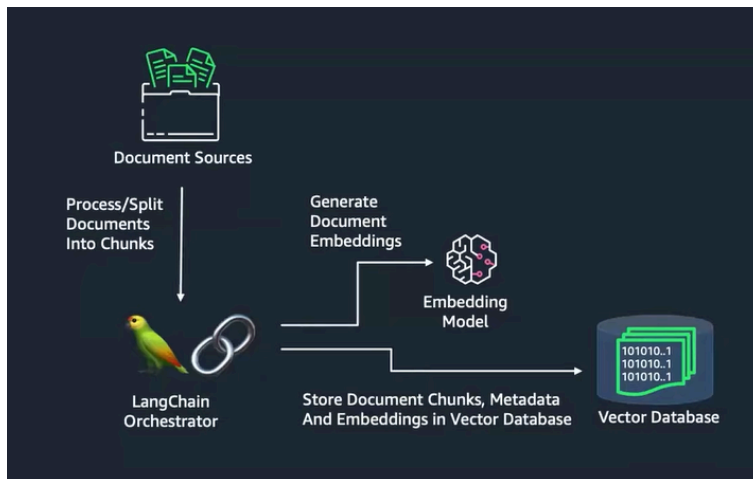 Document Sources
Process/Split
Documents
Into Chunks
Generate
Document
Embeddings
Embedding
Model
LangChain
Orchestrator
Store Document Chunks, Metadata
And Embeddings in Vector Database
101010..1
101010..1
101010..1
Vector Database